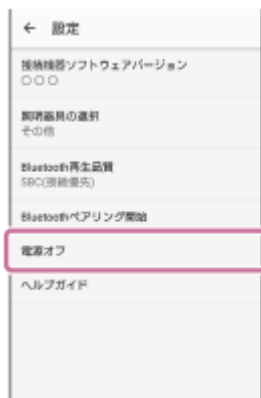 ← 設定
接続機器ソフトウェアバージョン
○○○
照明器具の選択
その他
Bluetooth再生品質
SBC(接続優先)
Bluetoothペアリング開始
電源オフ
ヘルプガイド